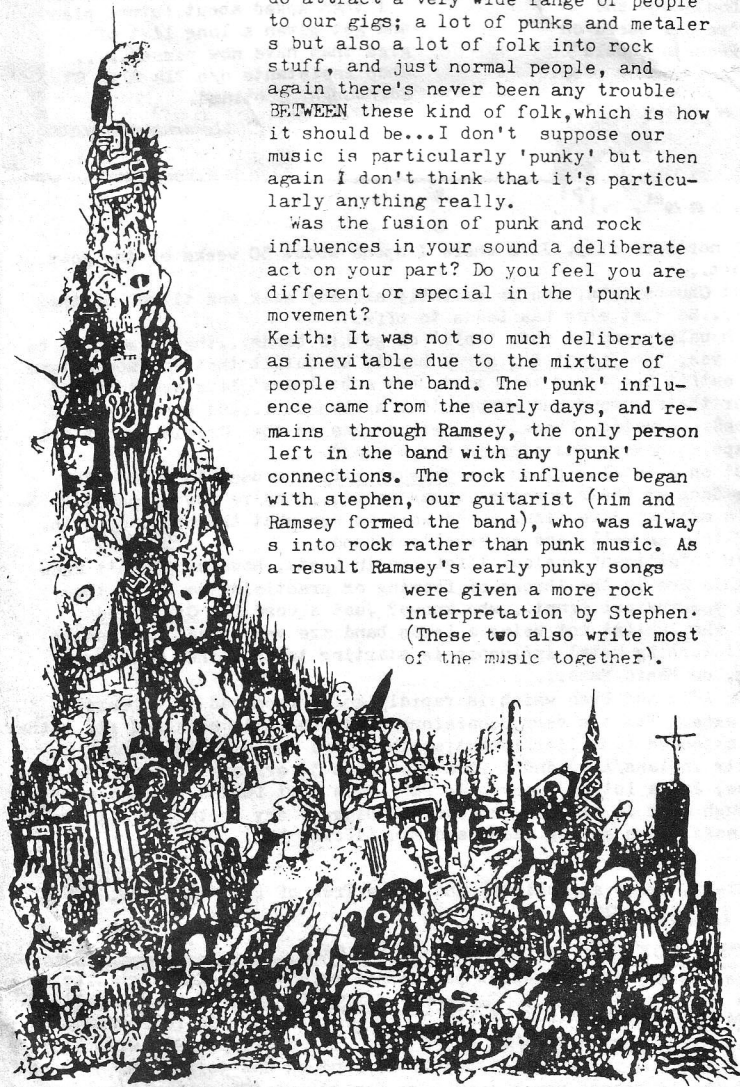 do attract a very wide range of people
to our gigs; a lot of punks and metaler
s but also a lot of folk into rock
stuff, and just normal people, and
again there's never been any trouble
BETWEEN these kind of folk,which is how
it should be...I don't suppose our
music is particularly 'punky' but then
again I don't think that it's particu-
larly anything really.
Was the fusion of punk and rock
influences in your sound a deliberate
act on your part? Do you feel you are
different or special in the 'punk'
movement?
Keith: It was not so much deliberate
as inevitable due to the mixture of
people in the band. The 'punk' influ-
ence came from the early days, and re-
mains through Ramsey, the only person
left in the band with any 'punk'
connections. The rock influence began
with stephen, our guitarist (him and
Ramsey formed the band), who was alway
s into rock rather than punk music. As
a result Ramsey's early punky songs
were given a more rock
interpretation by Stephen.
(These two also write most
of the music together).